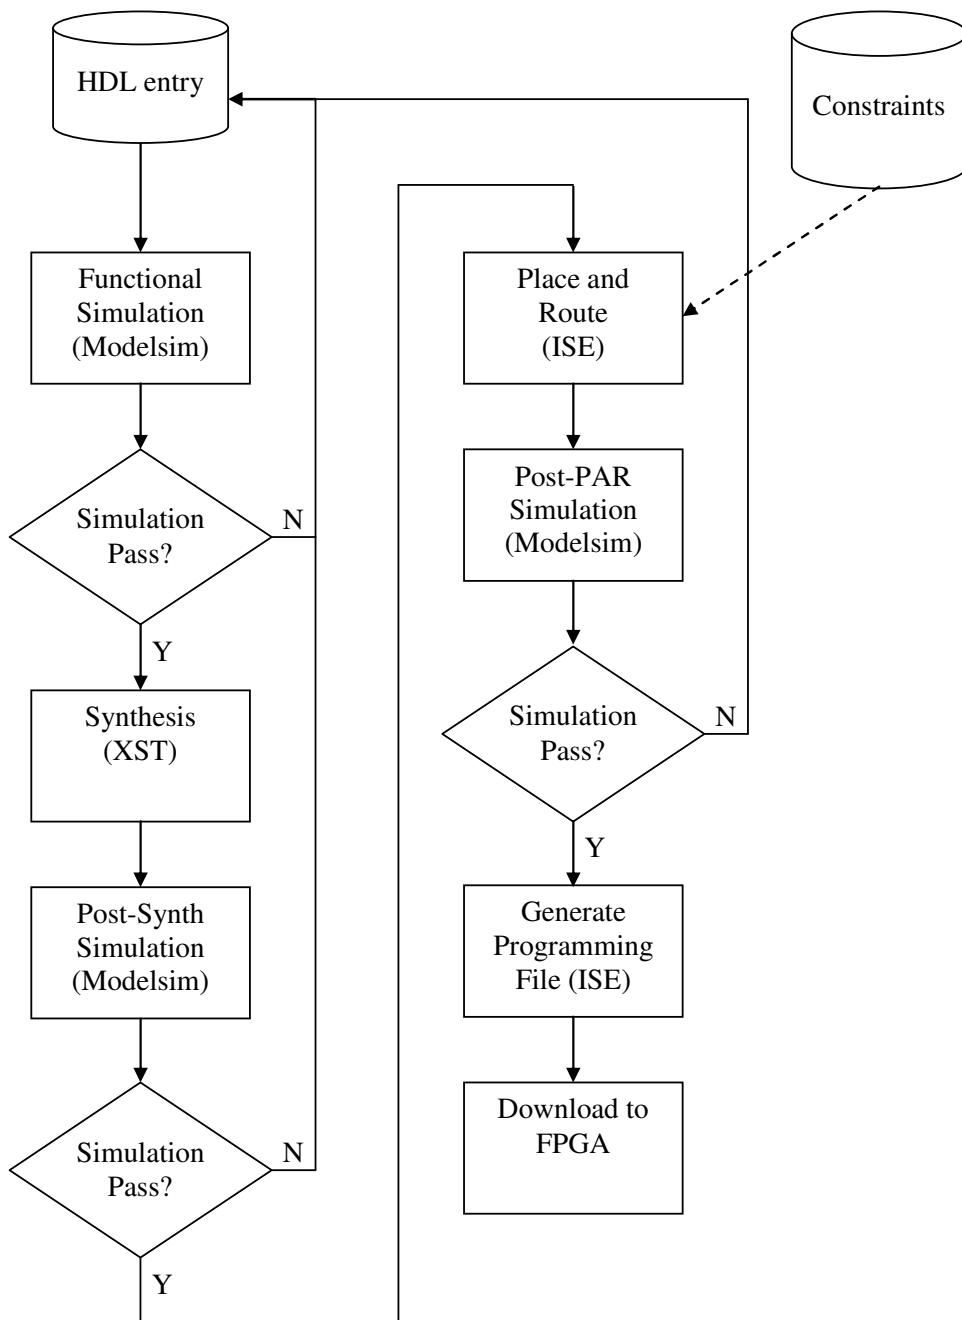 HDL entry
Functional
Simulation
(Modelsim)
Simulation
Pass?
N
Y
Synthesis
(XST)
Post-Synth
Simulation
(Modelsim)
Simulation
Pass?
N
Y
Constraints
Place and
Route
(ISE)
Post-PAR
Simulation
(Modelsim)
Simulation
Pass?
N
Y
Generate
Programming
File (ISE)
Download to
FPGA